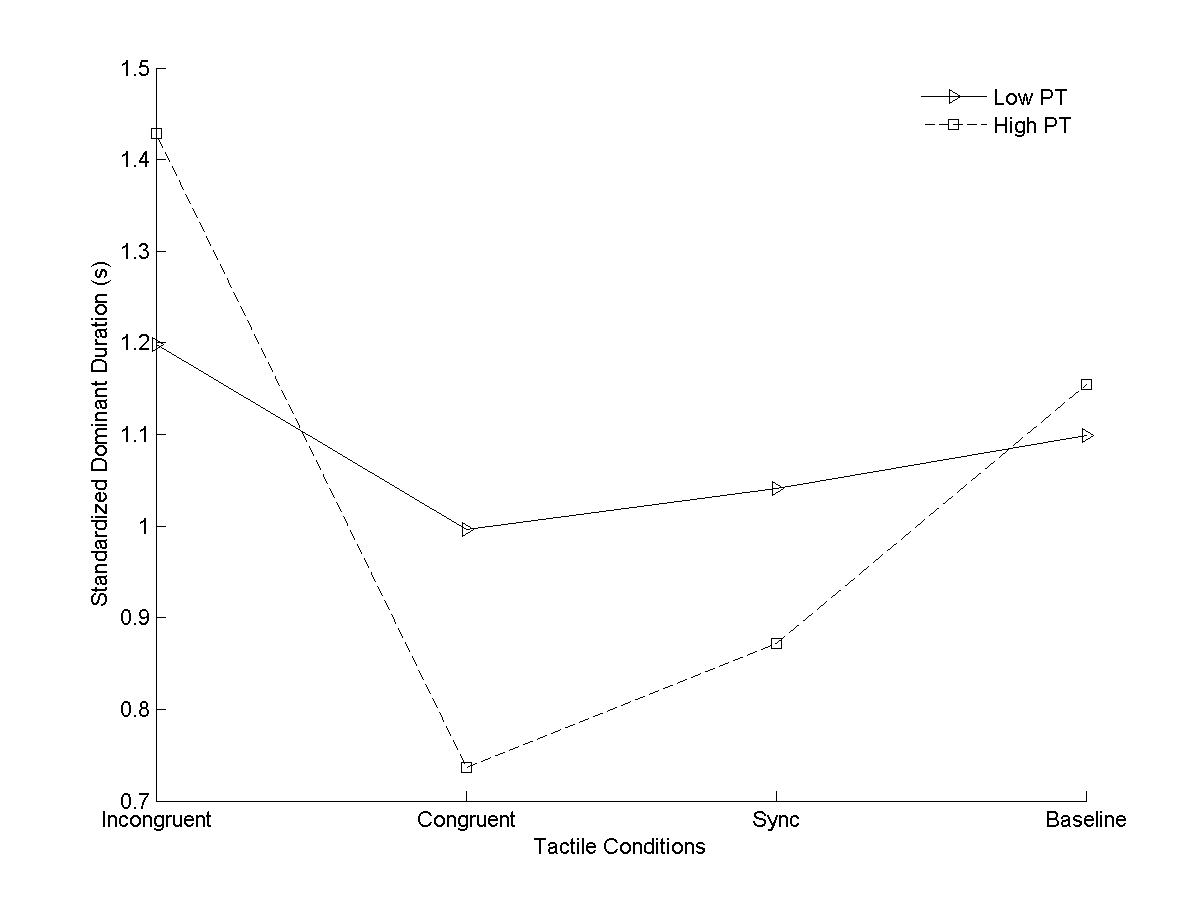 1.5
1.4
1.3
1.2
1.1
1
0.9
0.8
0.7
Standardized Dominant Duration (s)
Low PT
High PT
Incongruent Congruent Sync Baseline
Tactile Conditions